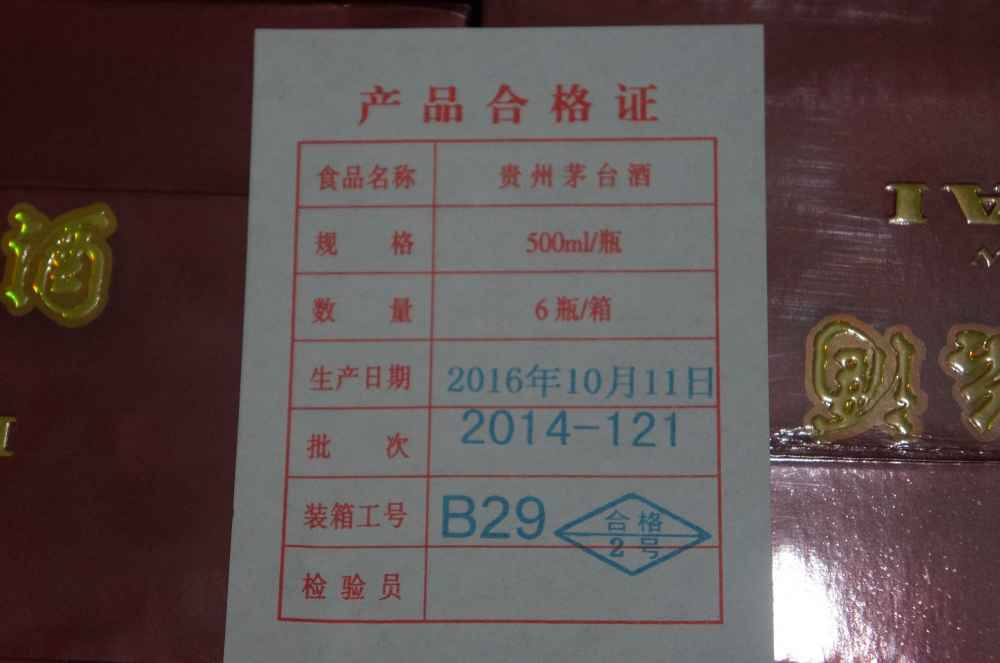 产品合格证
食品名称 贵州茅台酒
规 格 500ml/瓶
数 量 6瓶/箱
生产日期 2016年10月11日
批 次 2014-121
装箱工号 B29
合格
2号
检验员
酒